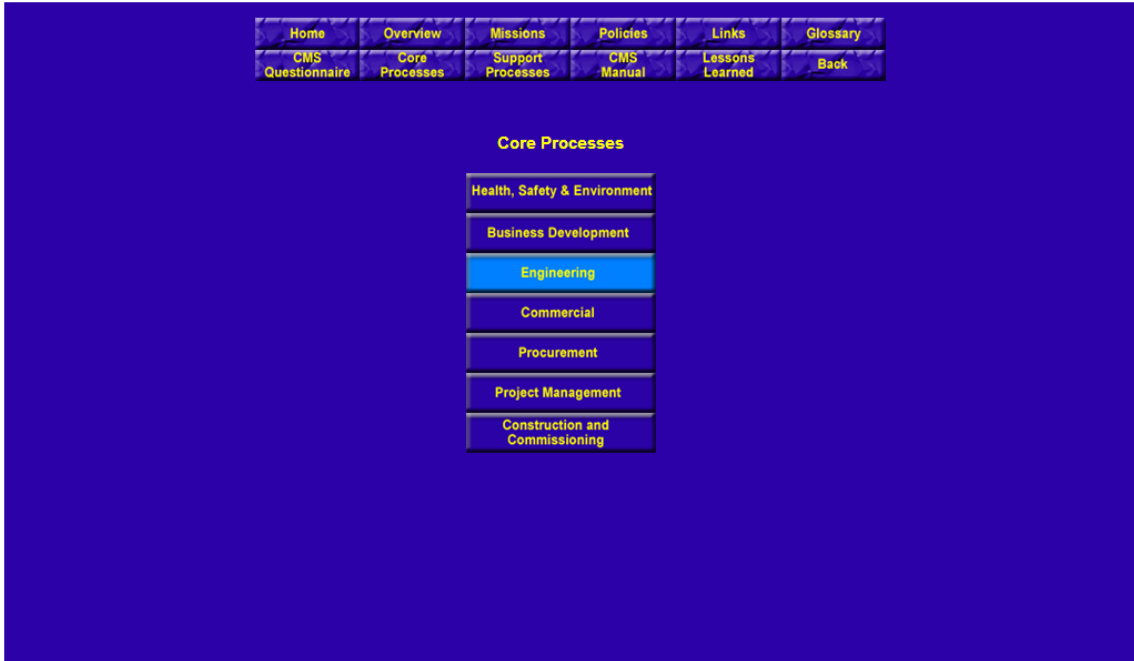 Home Overview Missions Policies Links Glossary
CMS Questionnaire Core Processes Support Processes CMS Manual Lessons Learned Back
Core Processes
Health, Safety & Environment
Business Development
Engineering
Commercial
Procurement
Project Management
Construction and
Commissioning